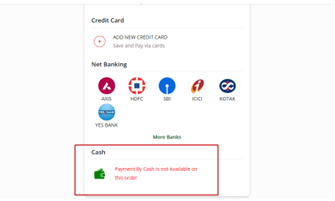 Credit Card
ADD NEW CREDIT CARD
Save and Pay via cards
Net Banking
AXIS
HDFC
SBI
ICICI
KOTAK
YES BANK
More Banks
Cash
Payment By Cash is not Available on
this order